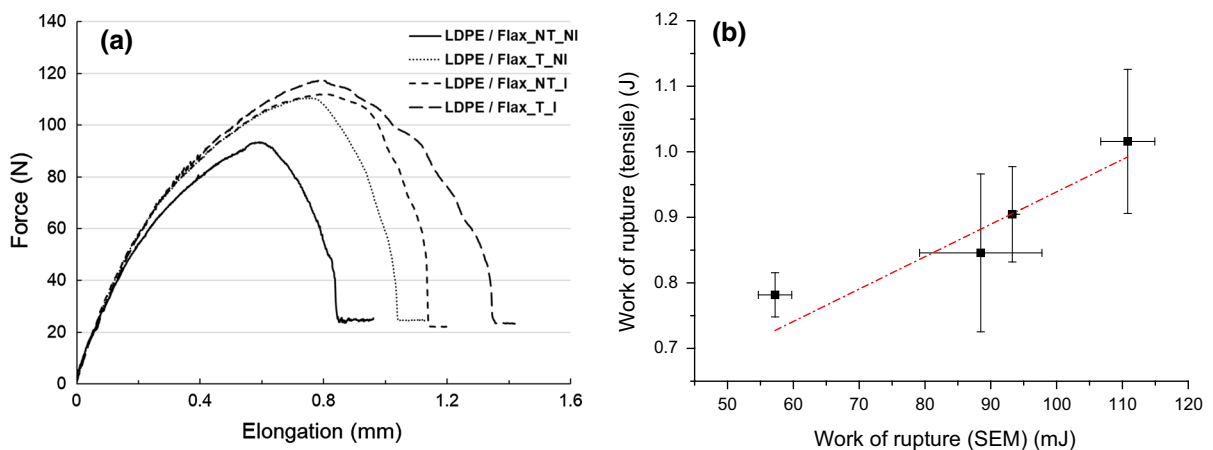 (a)
LDPE / Flax_NT_NI
LDPE / Flax_T_NI
LDPE / Flax_NT_I
LDPE / Flax_T_I
Force (N)
140
120
100
80
60
40
20
0
0
0.4
0.8
1.2
1.6
Elongation (mm)
(b)
Work of rupture (tensile) (J)
1.2
1.1
1.0
0.9
0.8
0.7
50
60
70
80
90
100
110
120
Work of rupture (SEM) (mJ)